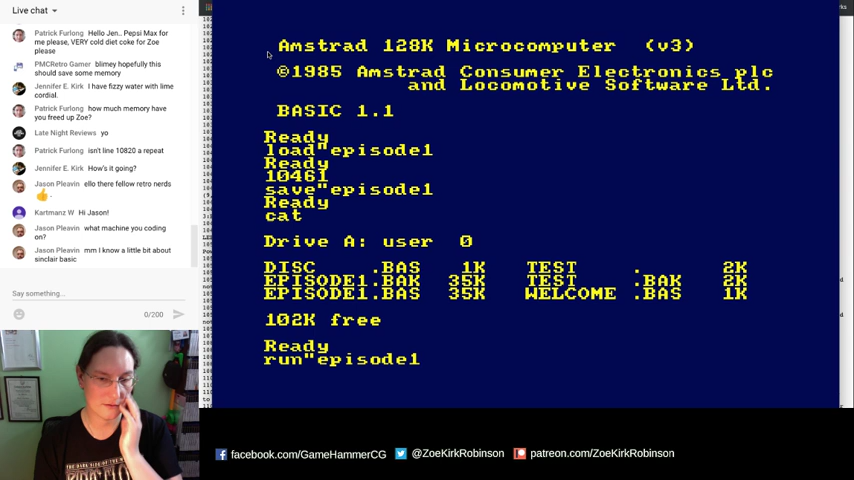 Live chat
Patrick Furlong Hello Jen.. Pepsi Max for
me please, VERY cold diet coke for Zoe
please
PMCRetro Gamer blimey hopefully this
should save some memory
Jennifer E. Kirk I have fizzy water with lime
cordial.
Patrick Furlong how much memory have
you freed up Zoe?
Late Night Reviews yo
Patrick Furlong isn't line 10820 a repeat
Jennifer E. Kirk How's it going?
Jason Pleavin ello there fellow retro nerds
Kartmanz W Hi Jason!
Jason Pleavin what machine you coding
on?
Jason Pleavin mm I know a little bit about
sinclair basic
Say something...
0/200
Amstrad 128K Microcomputer (v3)
©1985 Amstrad Consumer Electronics plc
and Locomotive Software Ltd.
BASIC 1.1
Ready
load"episode1
Ready
10461
save"episode1
Ready
cat
Drive A: user 0
DISC .BAS 1K TEST . 2K
EPISODE1.BAK 35K TEST .BAK 2K
EPISODE1.BAS 35K WELCOME .BAS 1K
102K free
Ready
run"episode1
facebook.com/GameHammerCG @ZoeKirkRobinson patreon.com/ZoeKirkRobinson